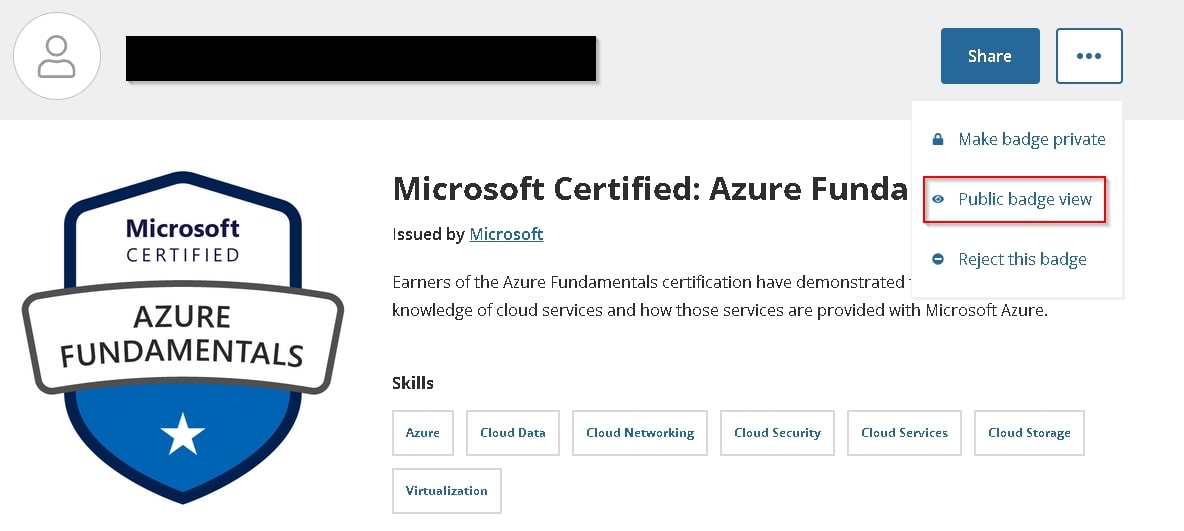 Share
•••
Make badge private
Public badge view
Reject this badge
Microsoft
CERTIFIED
AZURE
FUNDAMENTALS
Microsoft Certified: Azure Funda
Issued by Microsoft
Earners of the Azure Fundamentals certification have demonstrated
knowledge of cloud services and how those services are provided with Microsoft Azure.
Skills
Azure
Cloud Data
Cloud Networking
Cloud Security
Cloud Services
Cloud Storage
Virtualization